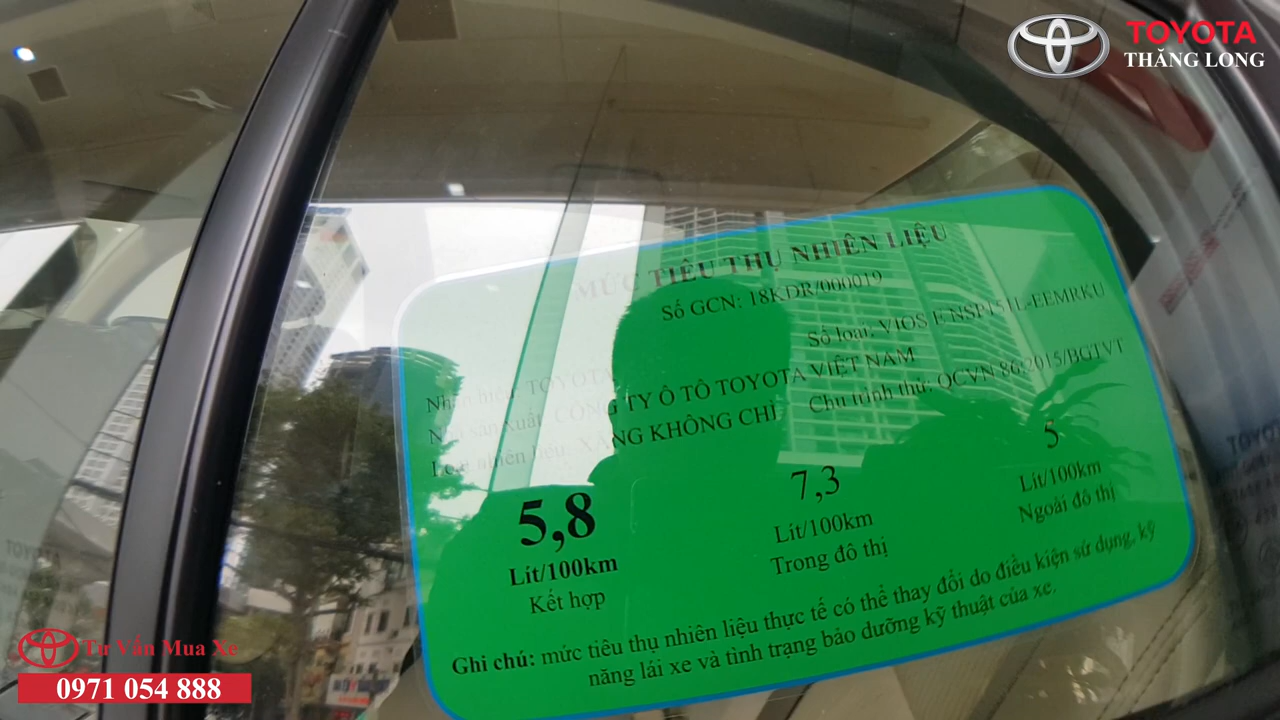 TOYOTA
THĂNG LONG
MỨC TIÊU THỤ NHIÊN LIỆU
Số GCN: 18KDR/000019
Nhãn hiệu: TOYOTA
Số loại: VIOS E NSP151L-EEMRKU
Nhà sản xuất: CÔNG TY Ô TÔ TOYOTA VIỆT NAM
Loại nhiên liệu: XĂNG KHÔNG CHÌ
Chu trình thử: QCVN 86:2015/BGTVT
5,8
Lít/100km
Kết hợp
7,3
Lít/100km
Trong đô thị
5
Lít/100km
Ngoài đô thị
Ghi chú: mức tiêu thụ nhiên liệu thực tế có thể thay đổi do điều kiện sử dụng, kỹ
năng lái xe và tình trạng bảo dưỡng kỹ thuật của xe.
TOYOTA
Tư Vấn Mua Xe
0971 054 888